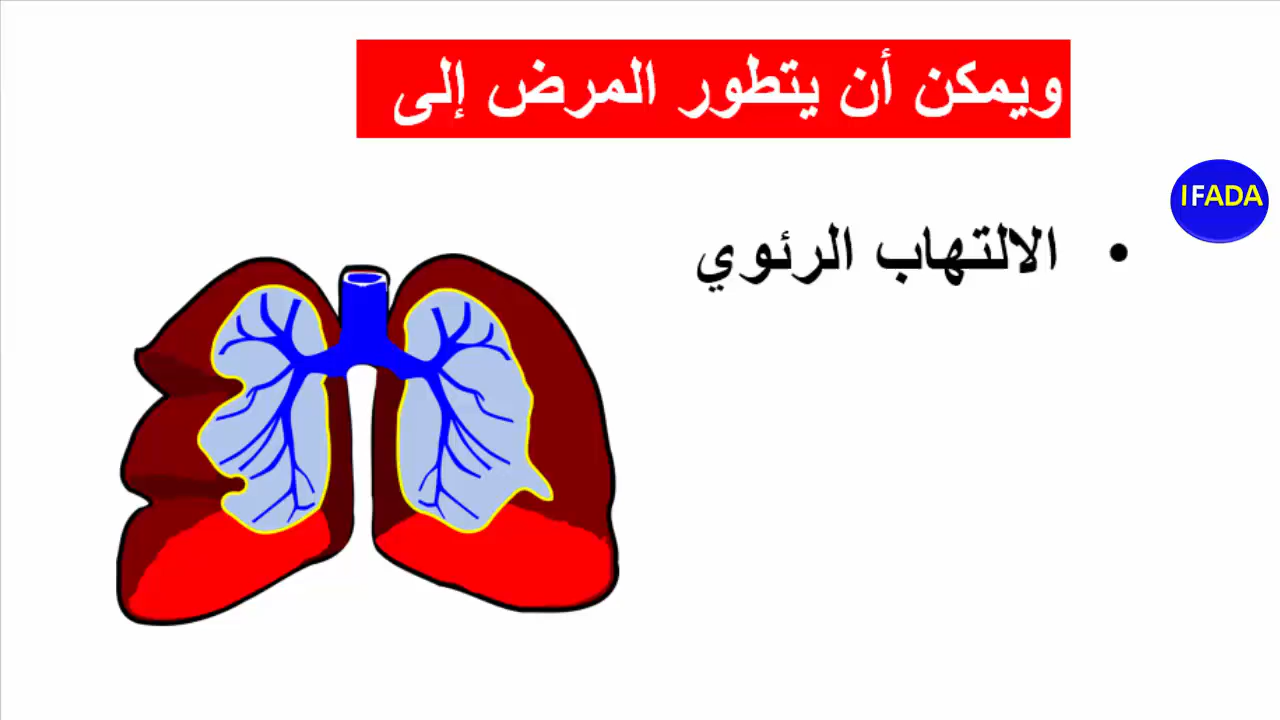 ويمكن أن يتطور المرض إلى
IFADA
• الالتهاب الرئوي